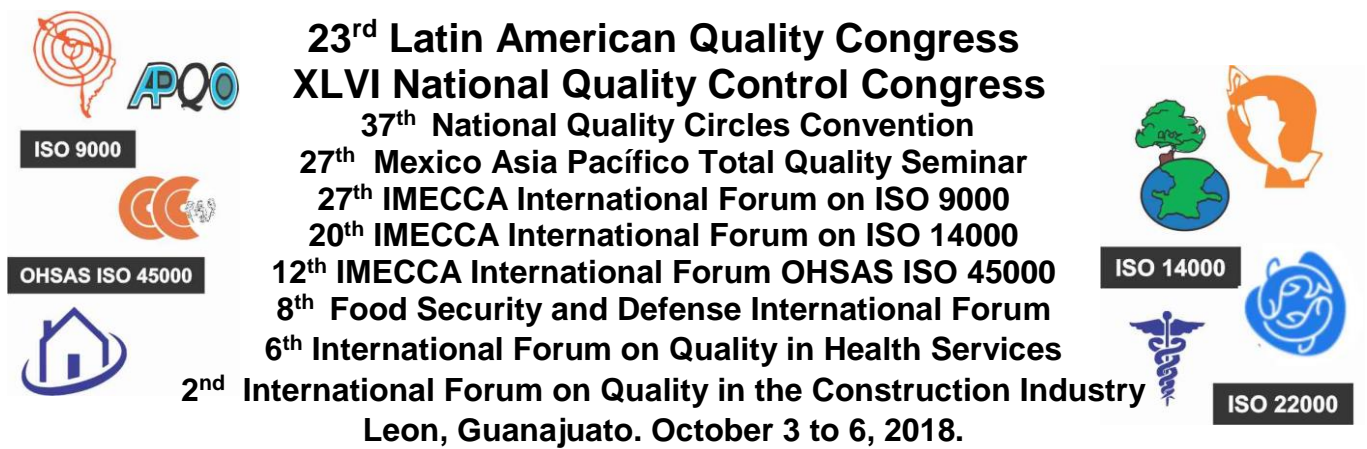 23rd Latin American Quality Congress
XLVI National Quality Control Congress
37th National Quality Circles Convention
27th Mexico Asia Pacífico Total Quality Seminar
27th IMECCA International Forum on ISO 9000
20th IMECCA International Forum on ISO 14000
12th IMECCA International Forum OHSAS ISO 45000
8th Food Security and Defense International Forum
6th International Forum on Quality in Health Services
2nd International Forum on Quality in the Construction Industry
Leon, Guanajuato. October 3 to 6, 2018.
APQO
ISO 9000
CCC
OHSAS ISO 45000
ISO 14000
ISO 22000